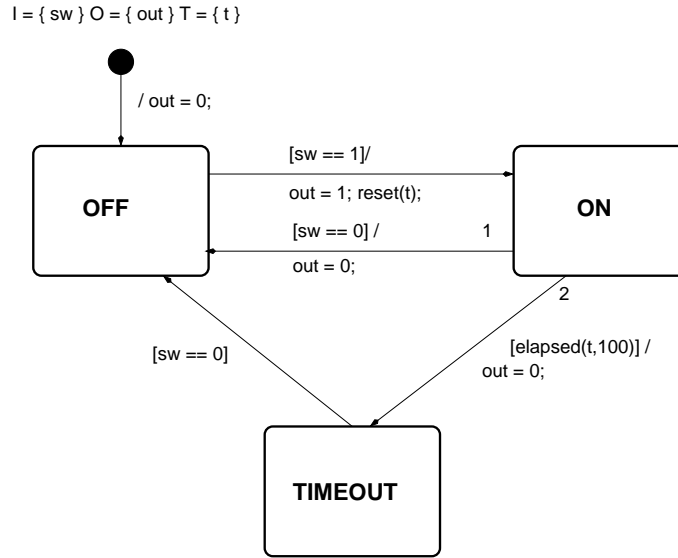 I = { sw } O = { out } T = { t }
/ out = 0;
[sw == 1]/
out = 1; reset(t);
OFF
ON
[sw == 0] /
1
out = 0;
2
[sw == 0]
[elapsed(t,100)] /
out = 0;
TIMEOUT